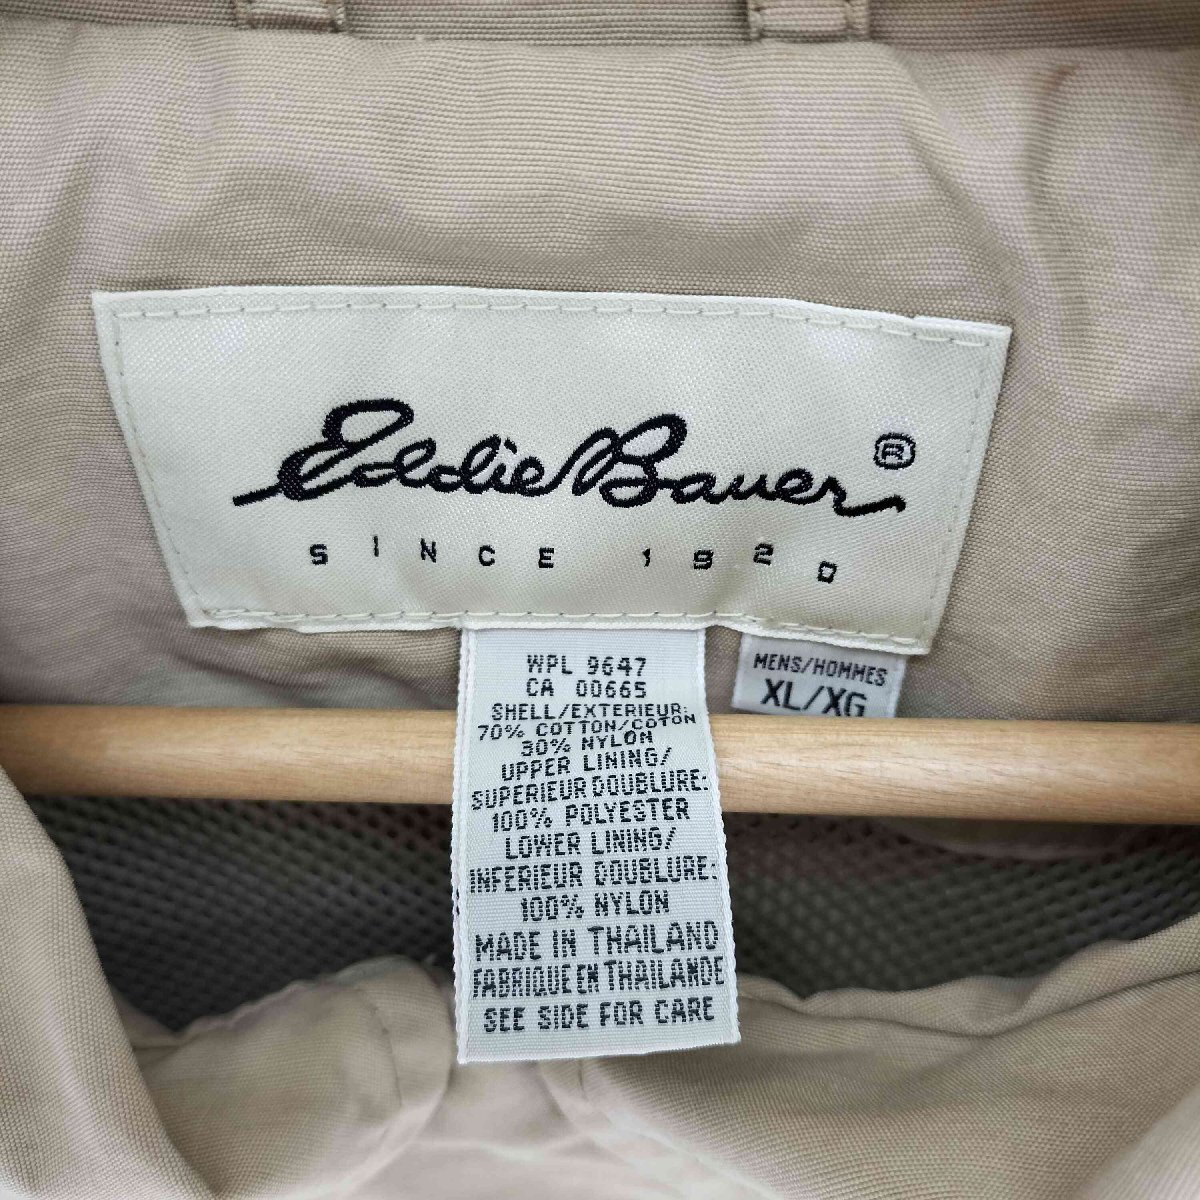 Eddie Bauer ®
SINCE 1920
WPL 9647
CA 00665
SHELL/EXTERIEUR:
70% COTTON/COTON
30% NYLON
UPPER LINING/
SUPERIEUR DOUBLURE:
100% POLYESTER
LOWER LINING/
INFERIEUR DOUBLURE:
100% NYLON
MADE IN THAILAND
FABRIQUE EN THAILANDE
SEE SIDE FOR CARE
MENS/HOMMES
XL/XG